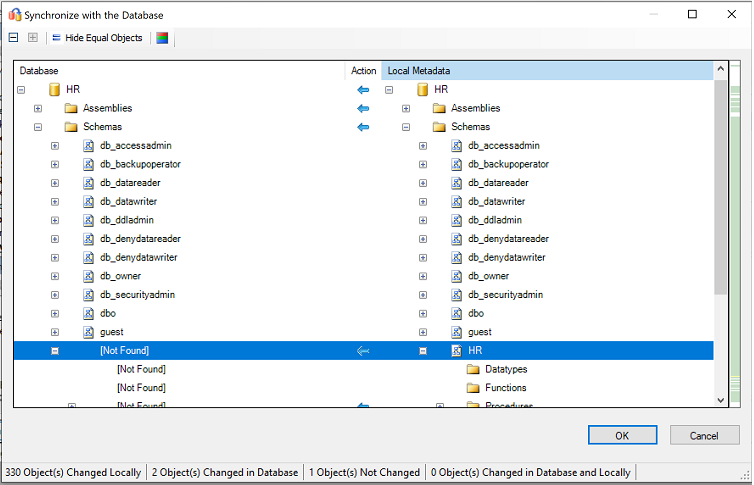 Synchronize with the Database
Hide Equal Objects
Database Action Local Metadata
HR HR
Assemblies Assemblies
Schemas Schemas
db_accessadmin db_accessadmin
db_backupoperator db_backupoperator
db_datareader db_datareader
db_datawriter db_datawriter
db_ddladmin db_ddladmin
db_denydatareader db_denydatareader
db_denydatawriter db_denydatawriter
db_owner db_owner
db_securityadmin db_securityadmin
dbo dbo
guest guest
[Not Found] HR
[Not Found] Datatypes
[Not Found] Functions
[Not Found] Procedures
OK Cancel
330 Object(s) Changed Locally 2 Object(s) Changed in Database 1 Object(s) Not Changed 0 Object(s) Changed in Database and Locally